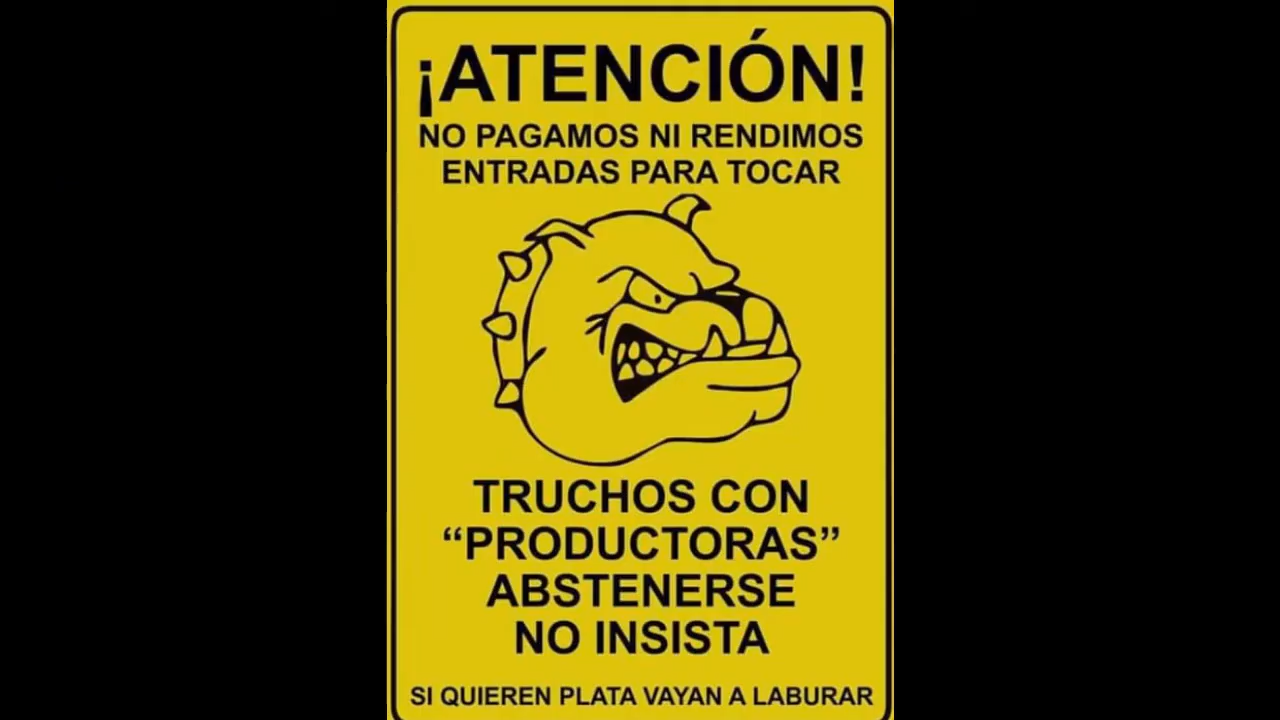 ¡ATENCIÓN!
NO PAGAMOS NI RENDIMOS
ENTRADAS PARA TOCAR
TRUCHOS CON
“PRODUCTORAS”
ABSTENERSE
NO INSISTA
SI QUIEREN PLATA VAYAN A LABURAR